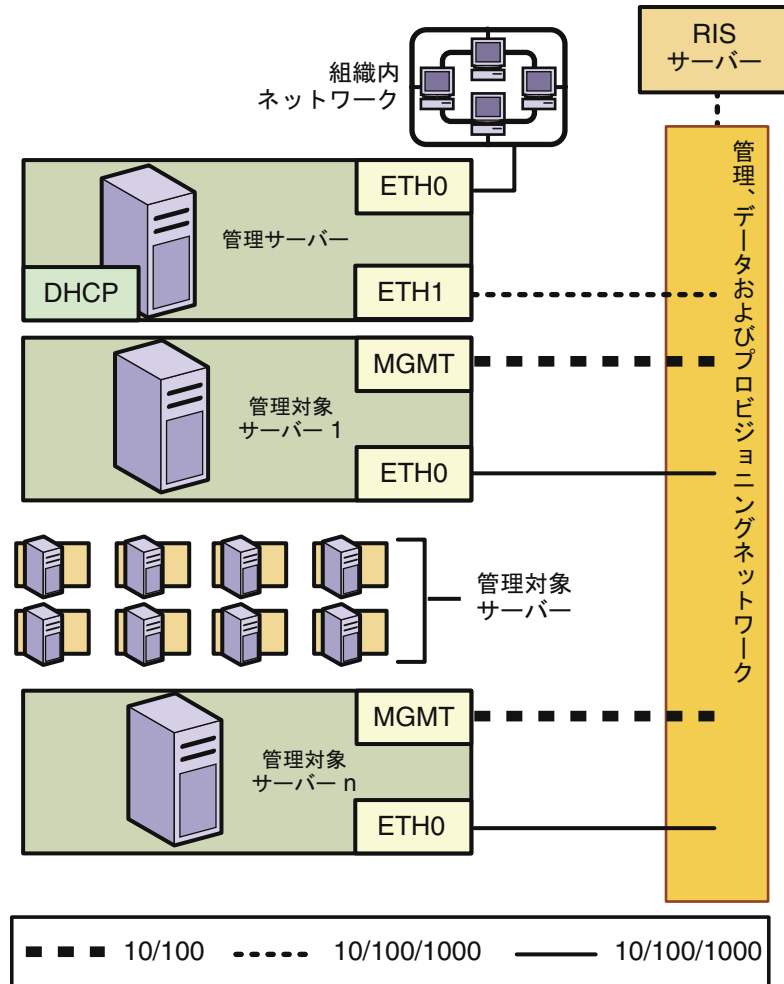 RIS
サーバー
組織内
ネットワーク
ETH0
管理サーバー
DHCP
ETH1
管理、データおよびプロビジョニングネットワーク
MGMT
管理対象
サーバー 1
ETH0
管理対象
サーバー
MGMT
管理対象
サーバー n
ETH0
10/100
10/100/1000
10/100/1000